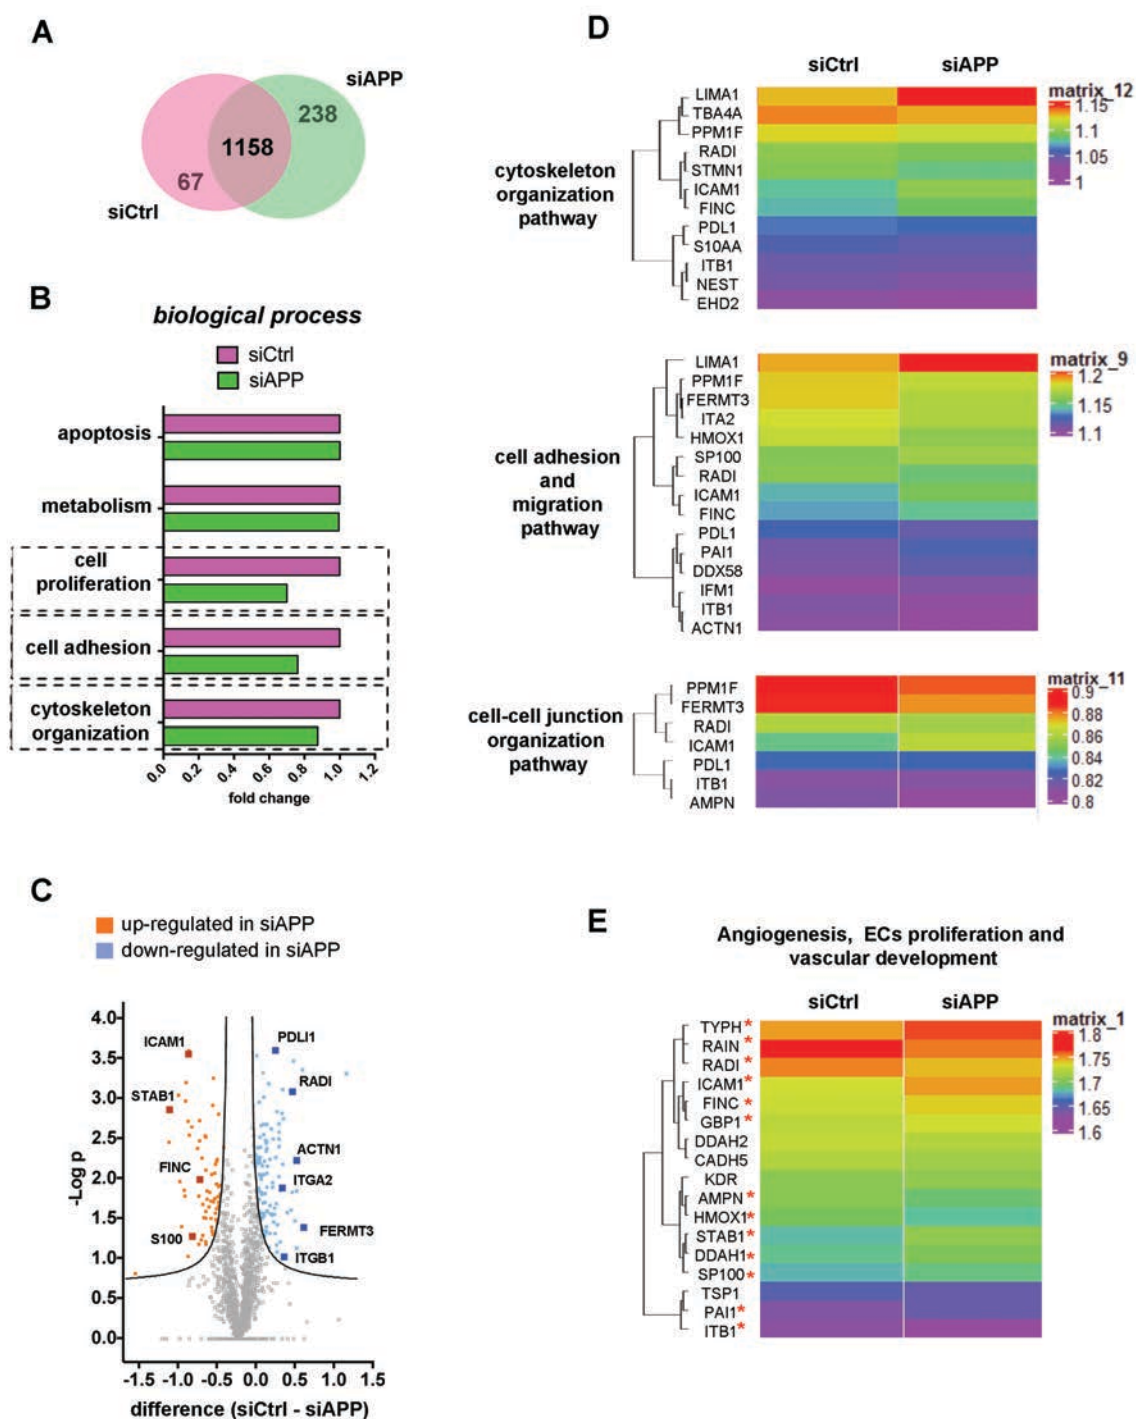 A
siAPP
238
1158
67
siCtrl
B
biological process
siCtrl
siAPP
apoptosis
metabolism
cell
proliferation
cell adhesion
cytoskeleton
organization
0.0 0.2 0.4 0.6 0.8 1.0 1.2
fold change
C
up-regulated in siAPP
down-regulated in siAPP
4.0
3.5
3.0
2.5
2.0
1.5
1.0
0.5
0.0
-Log p
ICAM1
STAB1
FINC
S100
PDLI1
RADI
ACTN1
ITGA2
FERMT3
ITGB1
-1.5 -1.0 -0.5 0.0 0.5 1.0 1.5
difference (siCtrl - siAPP)
D
siCtrl siAPP
cytoskeleton
organization
pathway
LIMA1
TBA4A
PPM1F
RADI
STMN1
ICAM1
FINC
PDL1
S10AA
ITB1
NEST
EHD2
matrix_12
1.15
1.1
1.05
1
cell adhesion
and
migration
pathway
LIMA1
PPM1F
FERMT3
ITA2
HMOX1
SP100
RADI
ICAM1
FINC
PDL1
PAI1
DDX58
IFM1
ITB1
ACTN1
matrix_9
1.2
1.15
1.1
cell-cell junction
organization
pathway
PPM1F
FERMT3
RADI
ICAM1
PDL1
ITB1
AMPN
matrix_11
0.9
0.88
0.86
0.84
0.82
0.8
E
Angiogenesis, ECs proliferation and
vascular development
siCtrl siAPP
TYPH*
RAIN*
RADI*
ICAM1*
FINC*
GBP1*
DDAH2
CADH5
KDR
AMPN*
HMOX1*
STAB1*
DDAH1*
SP100*
TSP1
PAI1*
ITB1*
matrix_1
1.8
1.75
1.7
1.65
1.6